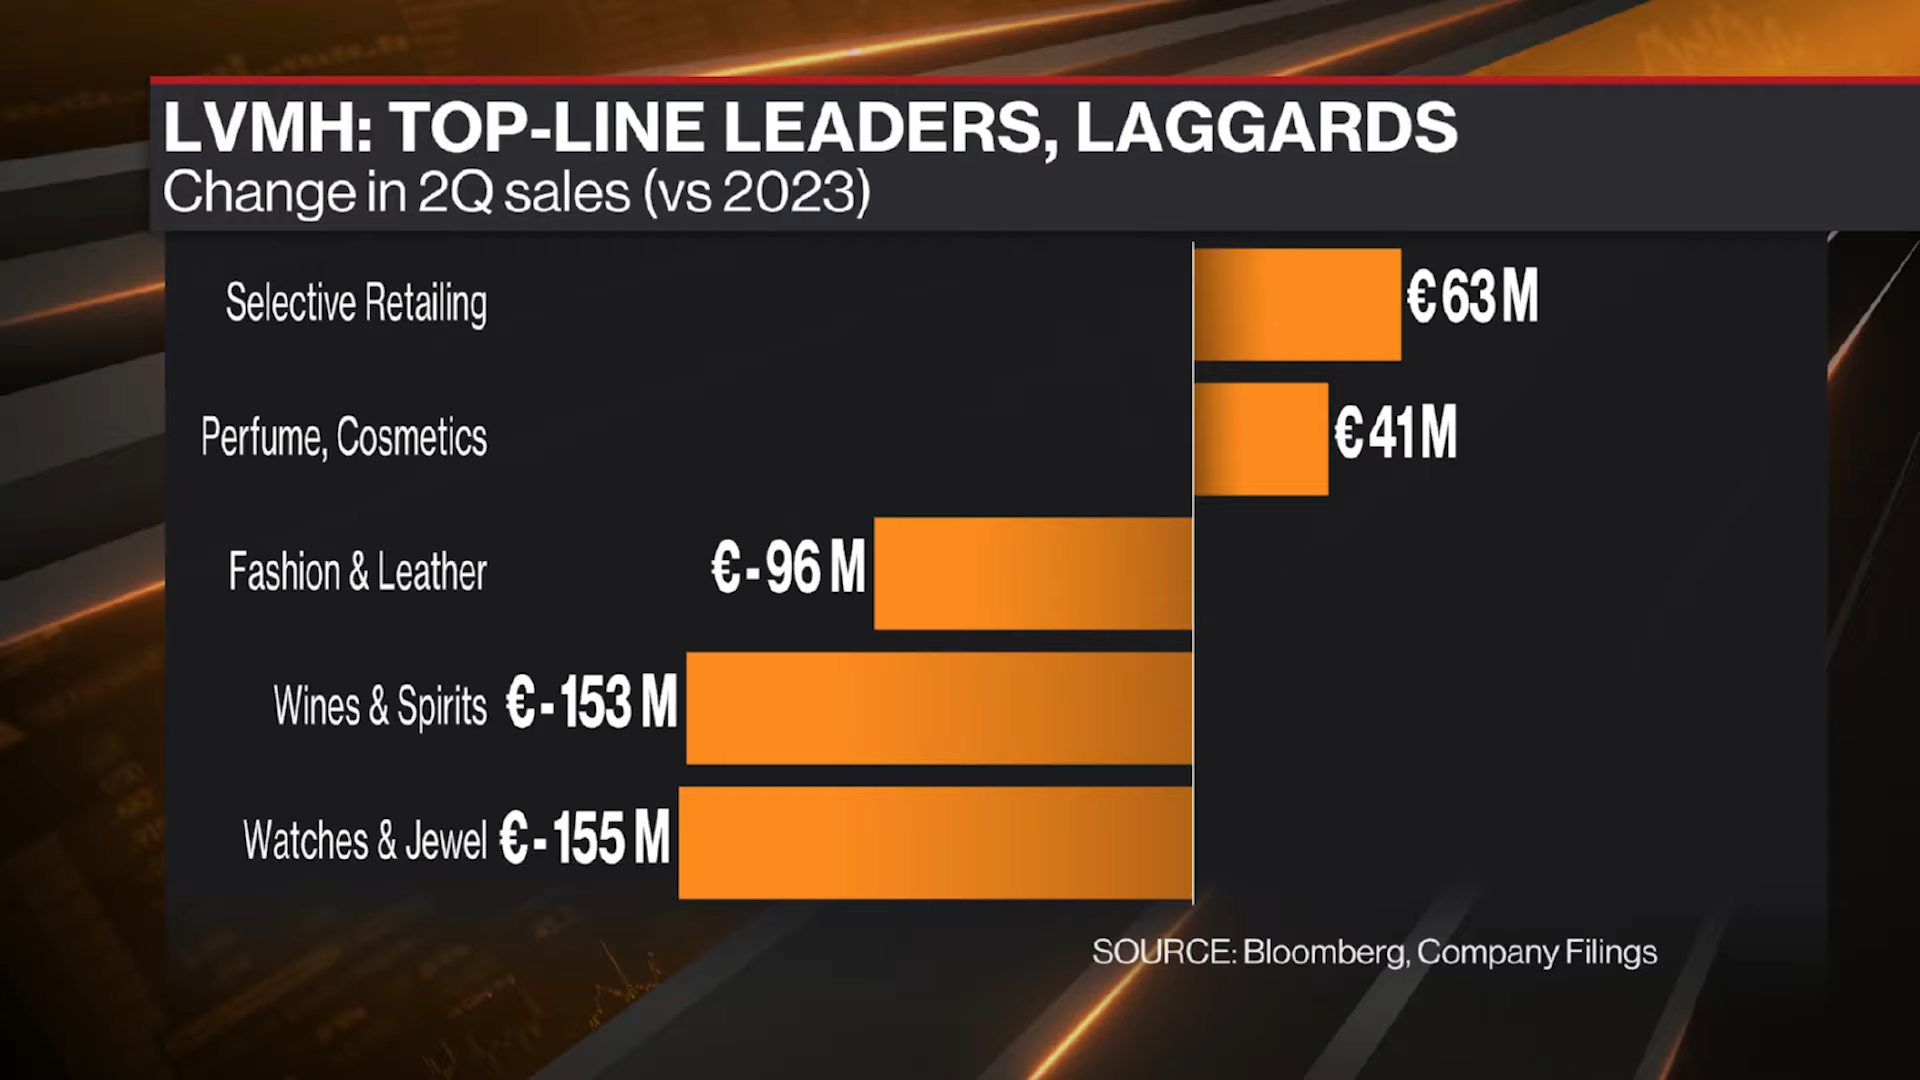 LVMH: TOP-LINE LEADERS, LAGGARDS
Change in 2Q sales (vs 2023)
Selective Retailing €63M
Perfume, Cosmetics €41M
Fashion & Leather €-96 M
Wines & Spirits €-153 M
Watches & Jewel €-155 M
SOURCE: Bloomberg, Company Filings